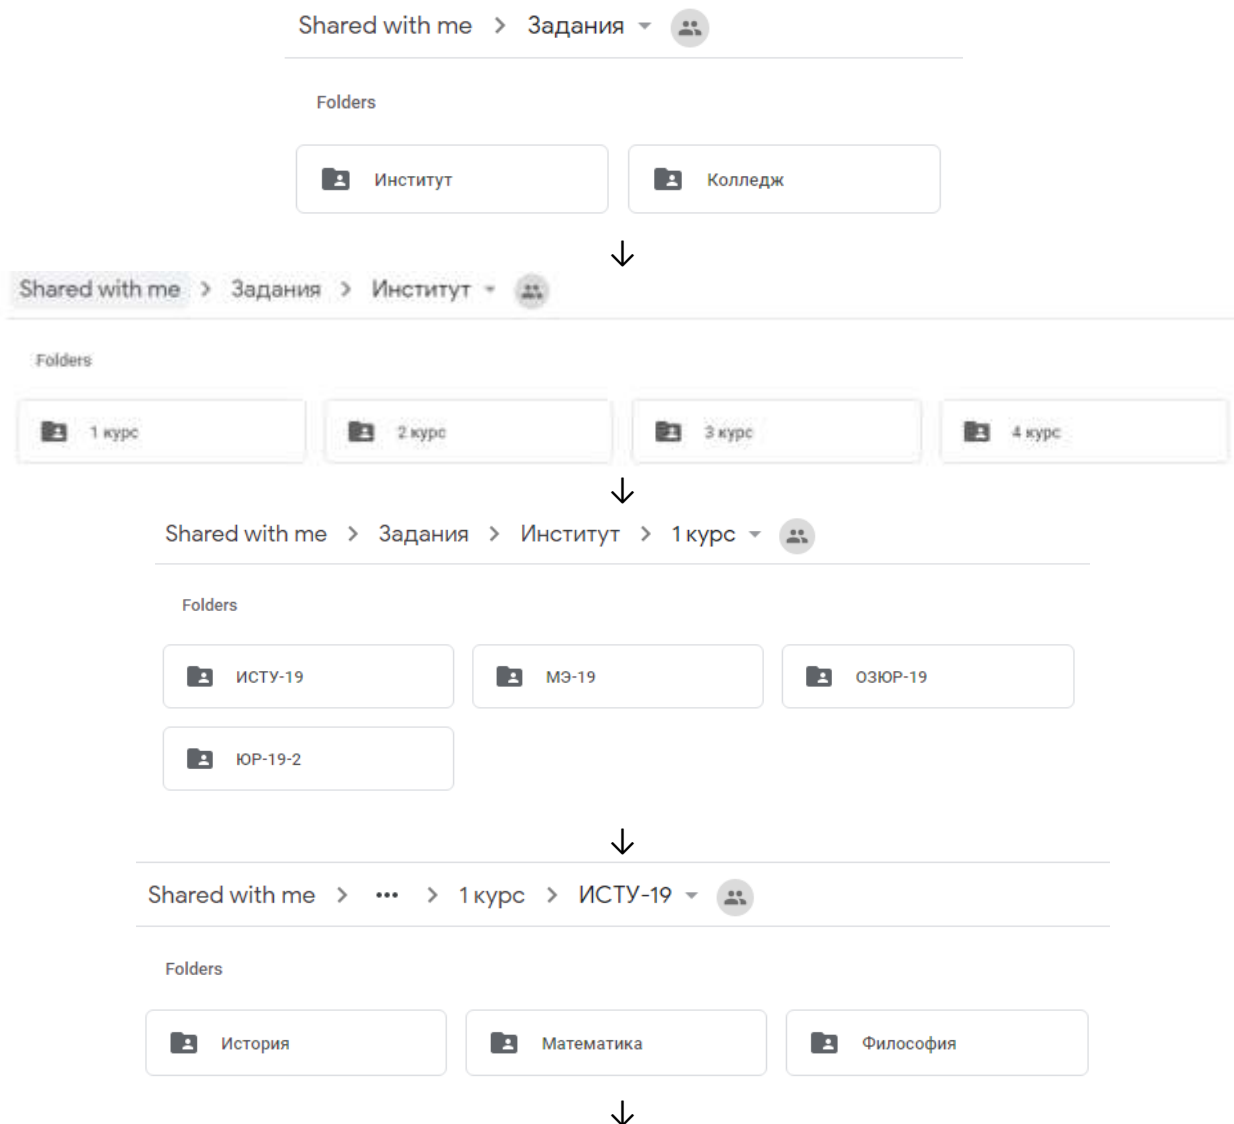 Shared with me > Задания
Folders
Институт Колледж
Shared with me > Задания > Институт
Folders
1 курс 2 курс 3 курс 4 курс
Shared with me > Задания > Институт > 1 курс
Folders
ИСТУ-19 МЭ-19 ОЗЮР-19
ЮР-19-2
Shared with me > ••• > 1 курс > ИСТУ-19
Folders
История Математика Философия